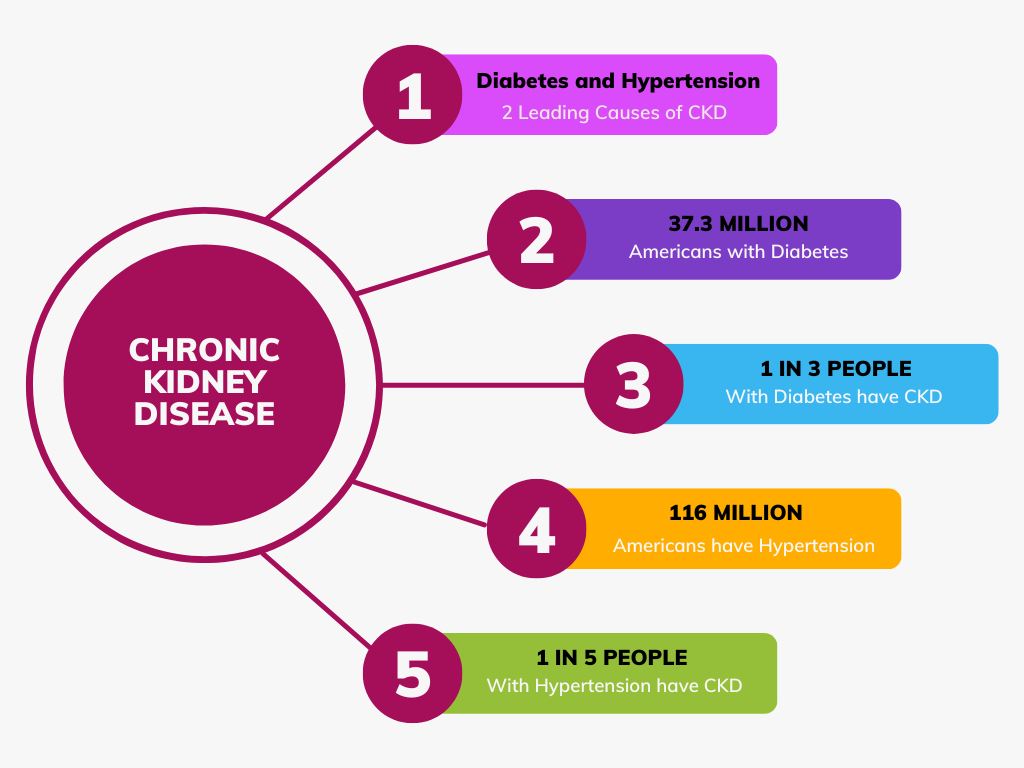 CHRONIC
KIDNEY
DISEASE
1
Diabetes and Hypertension
2 Leading Causes of CKD
2
37.3 MILLION
Americans with Diabetes
3
1 IN 3 PEOPLE
With Diabetes have CKD
4
116 MILLION
Americans have Hypertension
5
1 IN 5 PEOPLE
With Hypertension have CKD